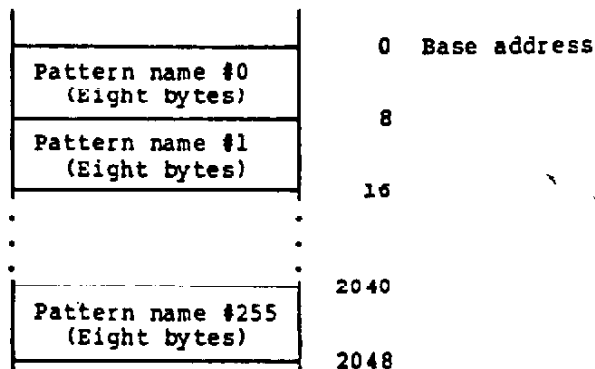 0 Base address
Pattern name #0
(Eight bytes)
8
Pattern name #1
(Eight bytes)
16
2040
Pattern name #255
(Eight bytes)
2048